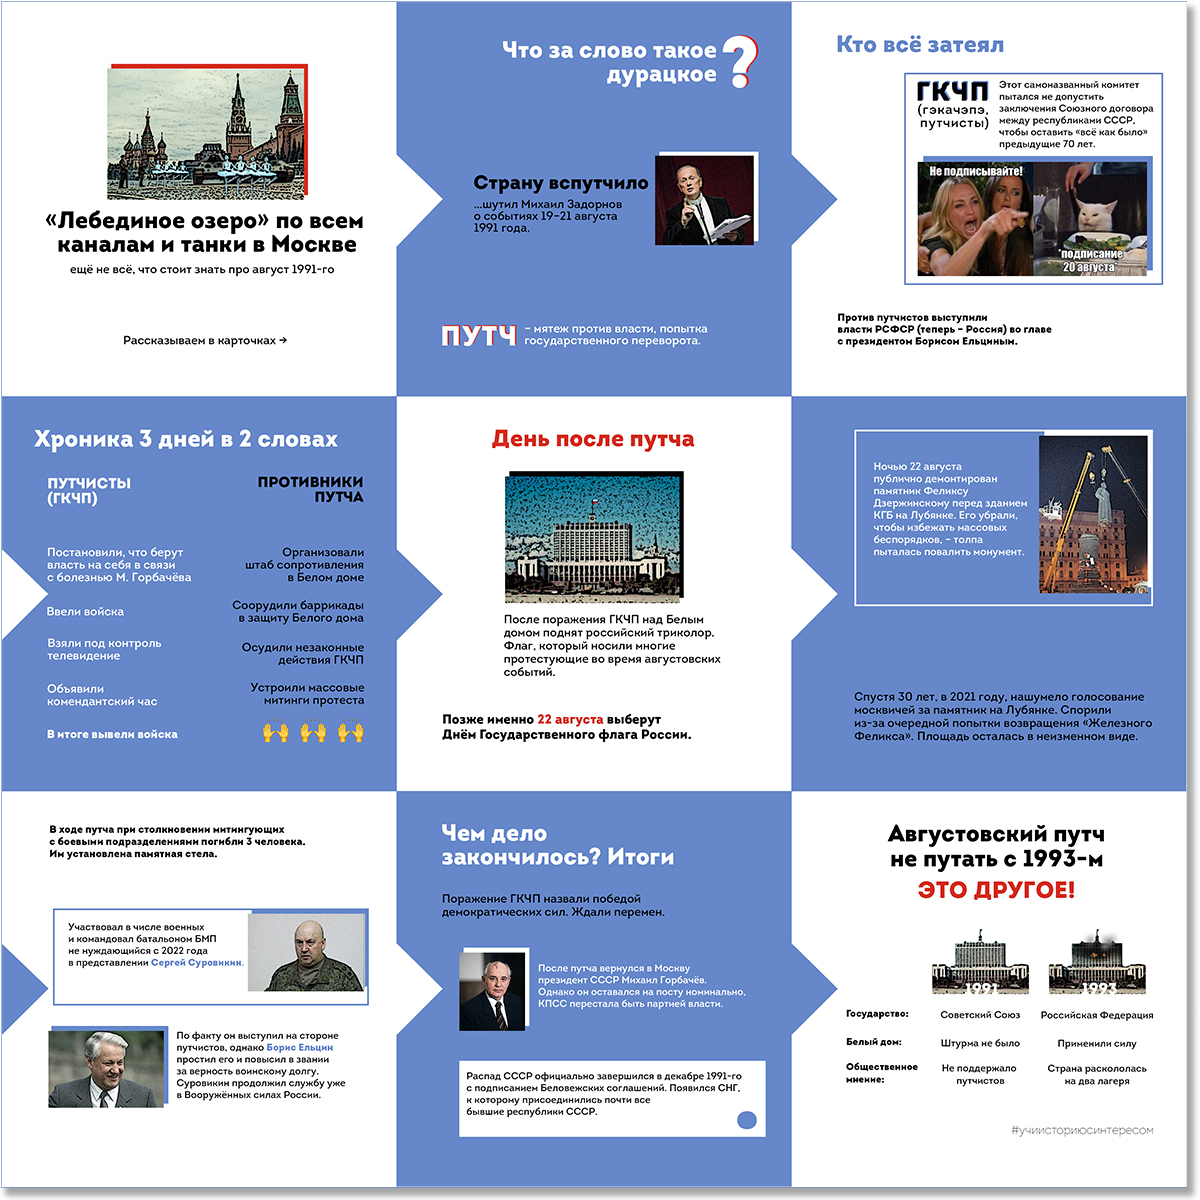 «Лебединое озеро» по всем
каналам и танки в Москве
ещё не всё, что стоит знать про август 1991-го
Рассказываем в карточках →
Что за слово такое
дурацкое ?
Страну вспутчило
...шутил Михаил Задорнов
о событиях 19–21 августа
1991 года.
ПУТЧ – мятеж против власти, попытка
государственного переворота.
Кто всё затеял
ГКЧП
(гэкачэпэ,
путчисты)
Этот самоназванный комитет
пытался не допустить
заключения Союзного договора
между республиками СССР,
чтобы оставить «всё как было»
предыдущие 70 лет.
Не подписывайте!
*подписание
20 августа*
Против путчистов выступили
власти РСФСР (теперь – Россия) во главе
с президентом Борисом Ельциным.
Хроника 3 дней в 2 словах
ПУТЧИСТЫ
(ГКЧП)
Постановили, что берут
власть на себя в связи
с болезнью М. Горбачёва
Ввели войска
Взяли под контроль
телевидение
Объявили
комендантский час
В итоге вывели войска
ПРОТИВНИКИ
ПУТЧА
Организовали
штаб сопротивления
в Белом доме
Соорудили баррикады
в защиту Белого дома
Осудили незаконные
действия ГКЧП
Устроили массовые
митинги протеста
🙌 🙌 🙌
День после путча
После поражения ГКЧП над Белым
домом поднят российский триколор.
Флаг, который носили многие
протестующие во время августовских
событий.
Позже именно 22 августа выберут
Днём Государственного флага России.
Ночью 22 августа
публично демонтирован
памятник Феликсу
Дзержинскому перед зданием
КГБ на Лубянке. Его убрали,
чтобы избежать массовых
беспорядков, – толпа
пыталась повалить монумент.
Спустя 30 лет, в 2021 году, нашумело голосование
москвичей за памятник на Лубянке. Спорили
из-за очередной попытки возвращения «Железного
Феликса». Площадь осталась в неизменном виде.
В ходе путча при столкновении митингующих
с боевыми подразделениями погибли 3 человека.
Им установлена памятная стела.
Участвовал в числе военных
и командовал батальоном БМП
не нуждающийся с 2022 года
в представлении Сергей Суровикин.
По факту он выступил на стороне
путчистов, однако Борис Ельцин
простил его и повысил в звании
за верность воинскому долгу.
Суровикин продолжил службу уже
в Вооружённых силах России.
Чем дело
закончилось? Итоги
Поражение ГКЧП назвали победой
демократических сил. Ждали перемен.
После путча вернулся в Москву
президент СССР Михаил Горбачёв.
Однако он оставался на посту номинально,
КПСС перестала быть партией власти.
Распад СССР официально завершился в декабре 1991-го
с подписанием Беловежских соглашений. Появился СНГ,
к которому присоединились почти все
бывшие республики СССР.
Августовский путч
не путать с 1993-м
ЭТО ДРУГОЕ!
1991 1993
Государство: Советский Союз Российская Федерация
Белый дом: Штурма не было Применили силу
Общественное
мнение:
Не поддержало
путчистов
Страна раскололась
на два лагеря
#учиисториюсинтересом